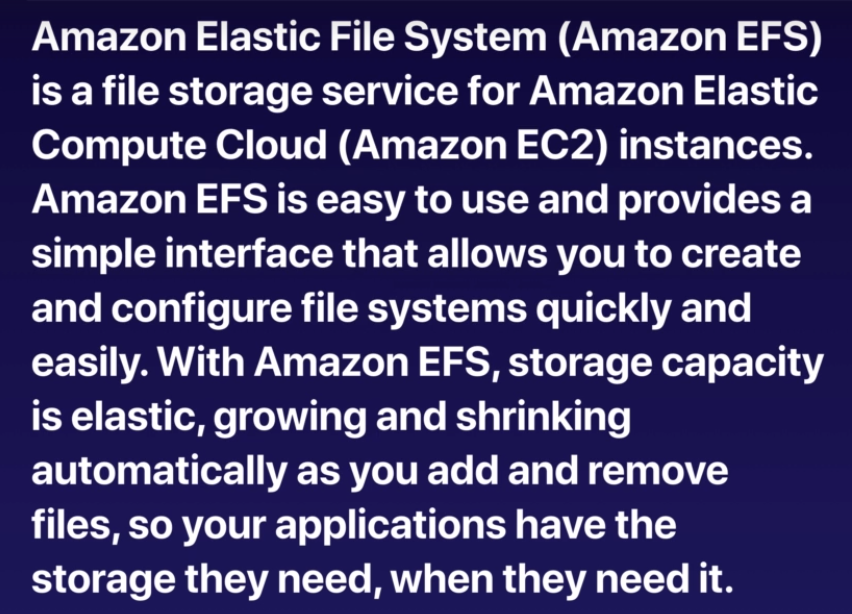 Amazon Elastic File System (Amazon EFS)
is a file storage service for Amazon Elastic
Compute Cloud (Amazon EC2) instances.
Amazon EFS is easy to use and provides a
simple interface that allows you to create
and configure file systems quickly and
easily. With Amazon EFS, storage capacity
is elastic, growing and shrinking
automatically as you add and remove
files, so your applications have the
storage they need, when they need it.